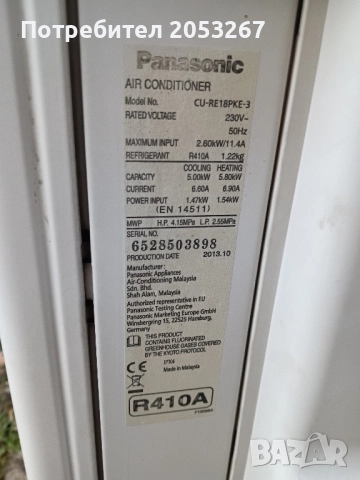 Потребител 2053267
Panasonic
AIR CONDITIONER
Model No. CU-RE18PKE-3
RATED VOLTAGE 230V~
50Hz
MAXIMUM INPUT 2.60kW/11.4A
REFRIGERANT R410A 1.22kg
COOLING HEATING
CAPACITY 5.00kW 5.80kW
CURRENT 6.60A 6.90A
POWER INPUT 1.47kW 1.54kW
(EN 14511)
MWP H.P. 4.15MPa L.P. 2.55MPa
SERIAL NO.
6528503898
PRODUCTION DATE 2013.10
Manufacturer:
Panasonic Appliances
Air-Conditioning Malaysia
Sdn. Bhd.
Shah Alam, Malaysia
Authorized representative in EU
Panasonic Testing Centre
Panasonic Marketing Europe GmbH
Winsbergring 15, 22525 Hamburg,
Germany
THIS PRODUCT
CONTAINS FLUORINATED
GREENHOUSE GASES COVERED
BY THE KYOTO PROTOCOL
CE
IPX4
Made in Malaysia
R410A
BAZAR
bg